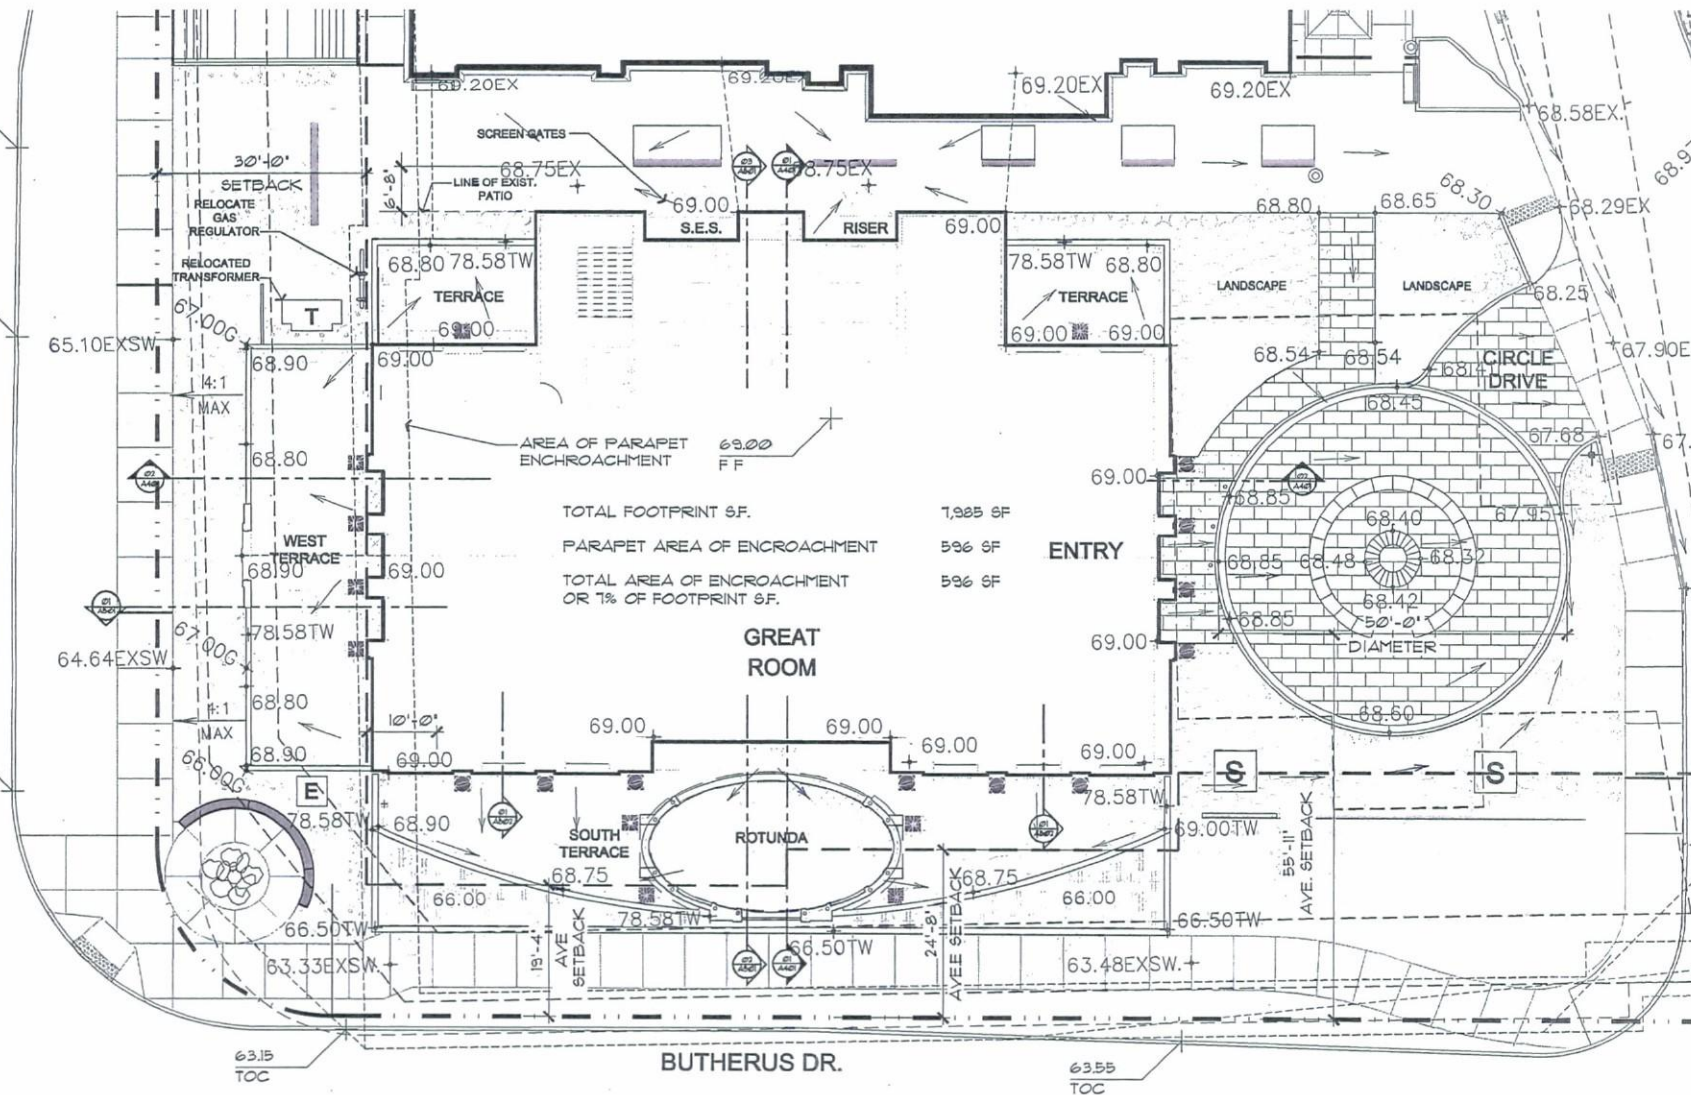 69.20EX
69.20EX
69.20EX
69.20EX
68.58EX.
SCREEN GATES
30'-0"
SETBACK
68.75EX
68.75EX
6'-8"
LINE OF EXIST.
PATIO
RELOCATE
GAS
REGULATOR
69.00
S.E.S.
RISER
69.00
68.80
68.65
68.30
68.29EX
RELOCATED
TRANSFORMER
T
68.80
78.58TW
TERRACE
69.00
78.58TW
68.80
TERRACE
69.00
69.00
LANDSCAPE
LANDSCAPE
68.25
67.00G
65.10EXSW
68.90
69.00
68.54
68.54
CIRCLE
DRIVE
4:1
MAX
68.45
67.68
AREA OF PARAPET
ENCHROACHMENT
69.00
F F
68.80
02
A401
69.00
68.85
67.95
TOTAL FOOTPRINT S.F.
7,985 SF
PARAPET AREA OF ENCROACHMENT
596 SF
TOTAL AREA OF ENCROACHMENT
OR 7% OF FOOTPRINT S.F.
596 SF
WEST
TERRACE
68.90
69.00
ENTRY
68.40
68.85
68.48
68.32
68.42
78.58TW
67.00G
64.64EXSW
GREAT
ROOM
69.00
68.85
50'-0"
DIAMETER
68.80
4:1
MAX
10'-0"
69.00
69.00
68.60
68.90
69.00
69.00
69.00
66.00G
E
S
S
78.58TW
68.90
SOUTH
TERRACE
ROTUNDA
78.58TW
69.00TW
55'-11"
AVE. SETBACK
68.75
68.75
66.00
66.00
66.50TW
78.58TW
66.50TW
66.50TW
19'-4"
AVE
SETBACK
24'-8"
AVEE SETBACK
63.33EXSW.
63.48EXSW.
63.15
TOC
BUTHERUS DR.
63.55
TOC